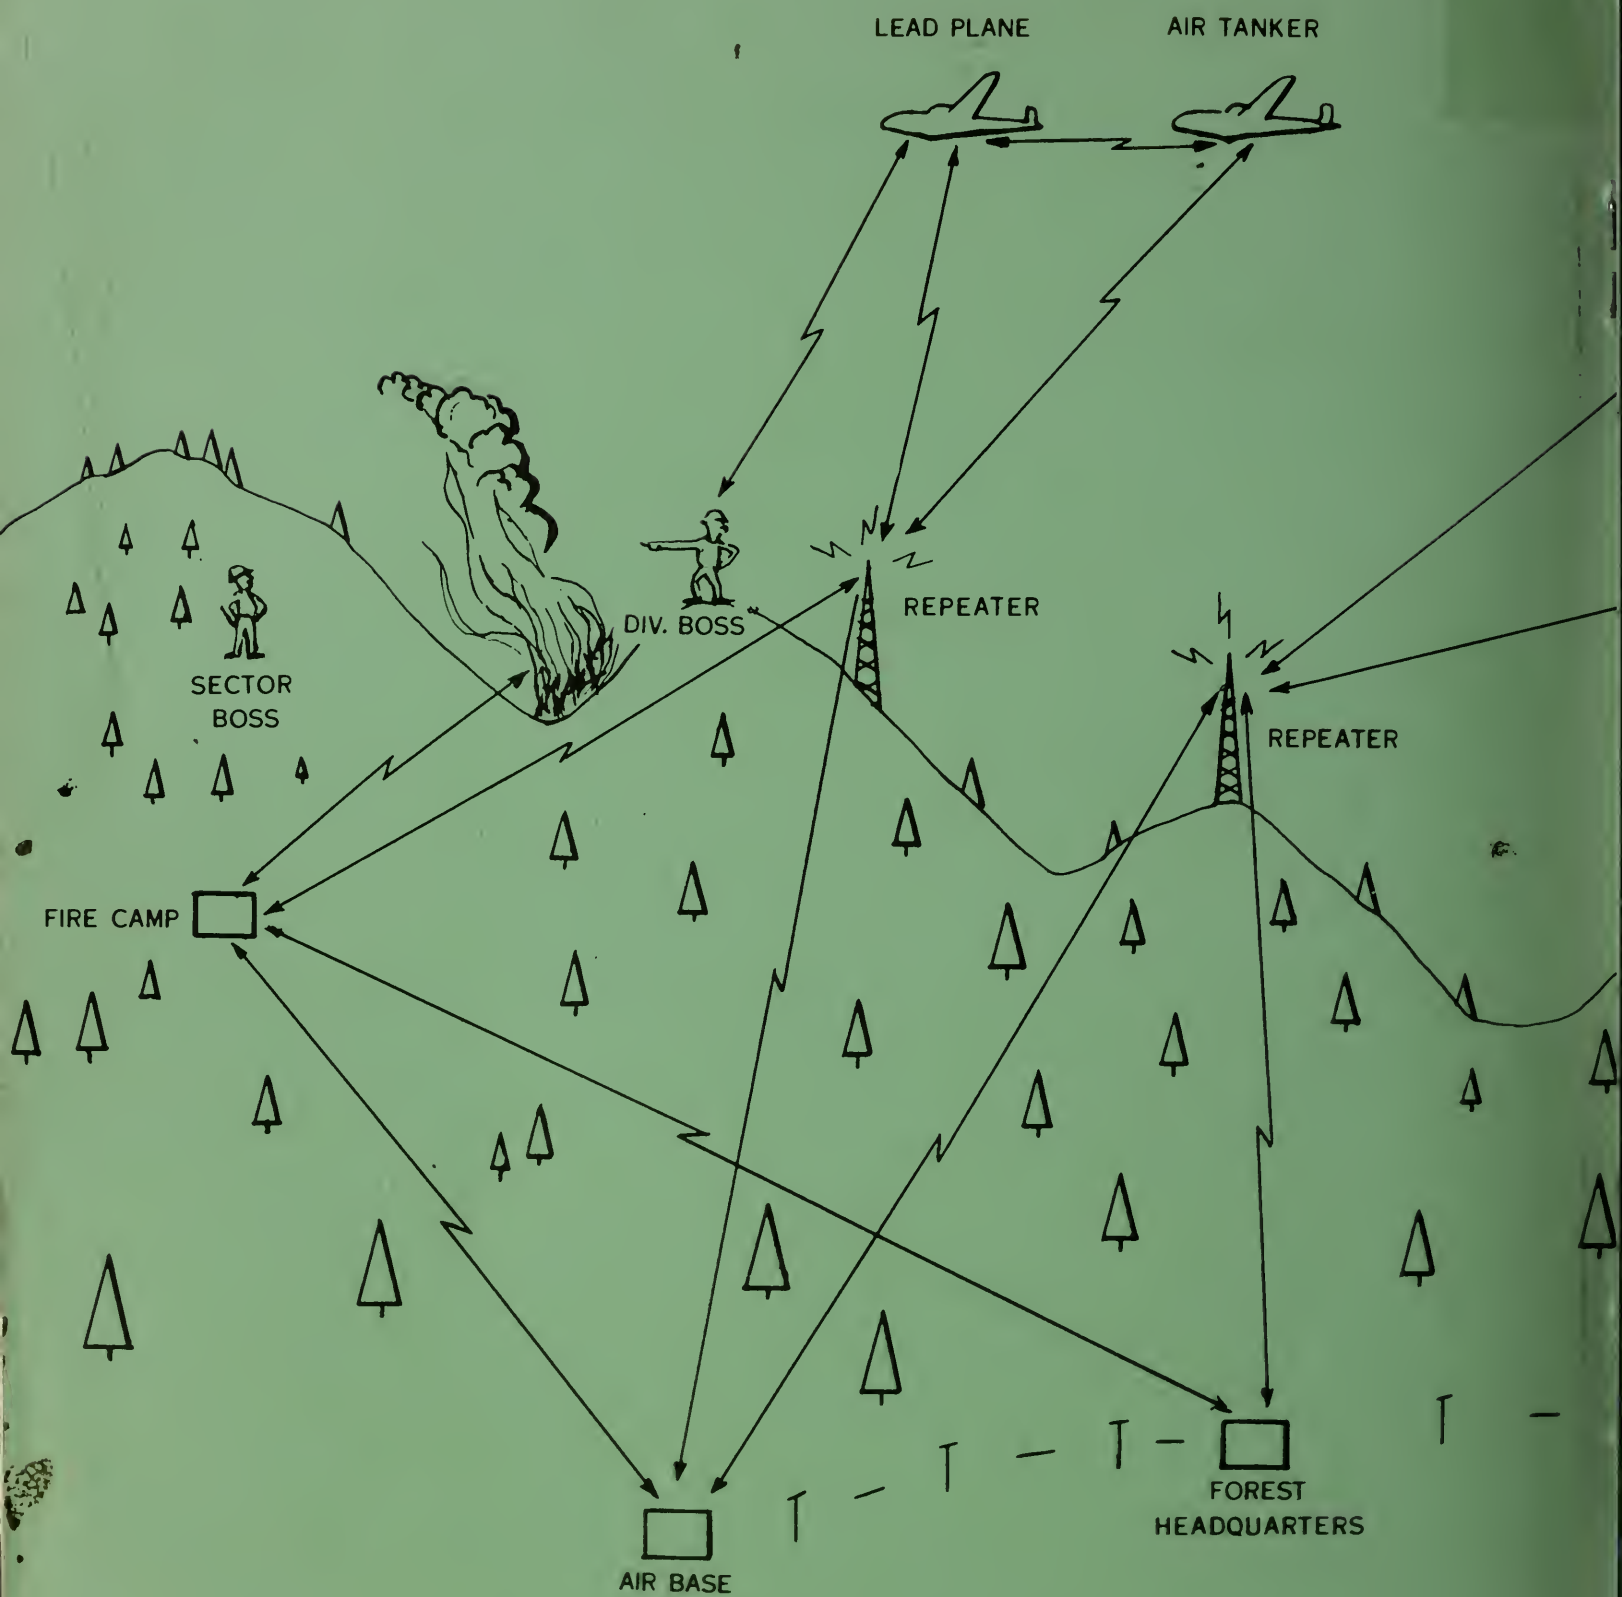 LEAD PLANE
AIR TANKER
DIV. BOSS
REPEATER
SECTOR
BOSS
REPEATER
FIRE CAMP
FOREST
HEADQUARTERS
AIR BASE